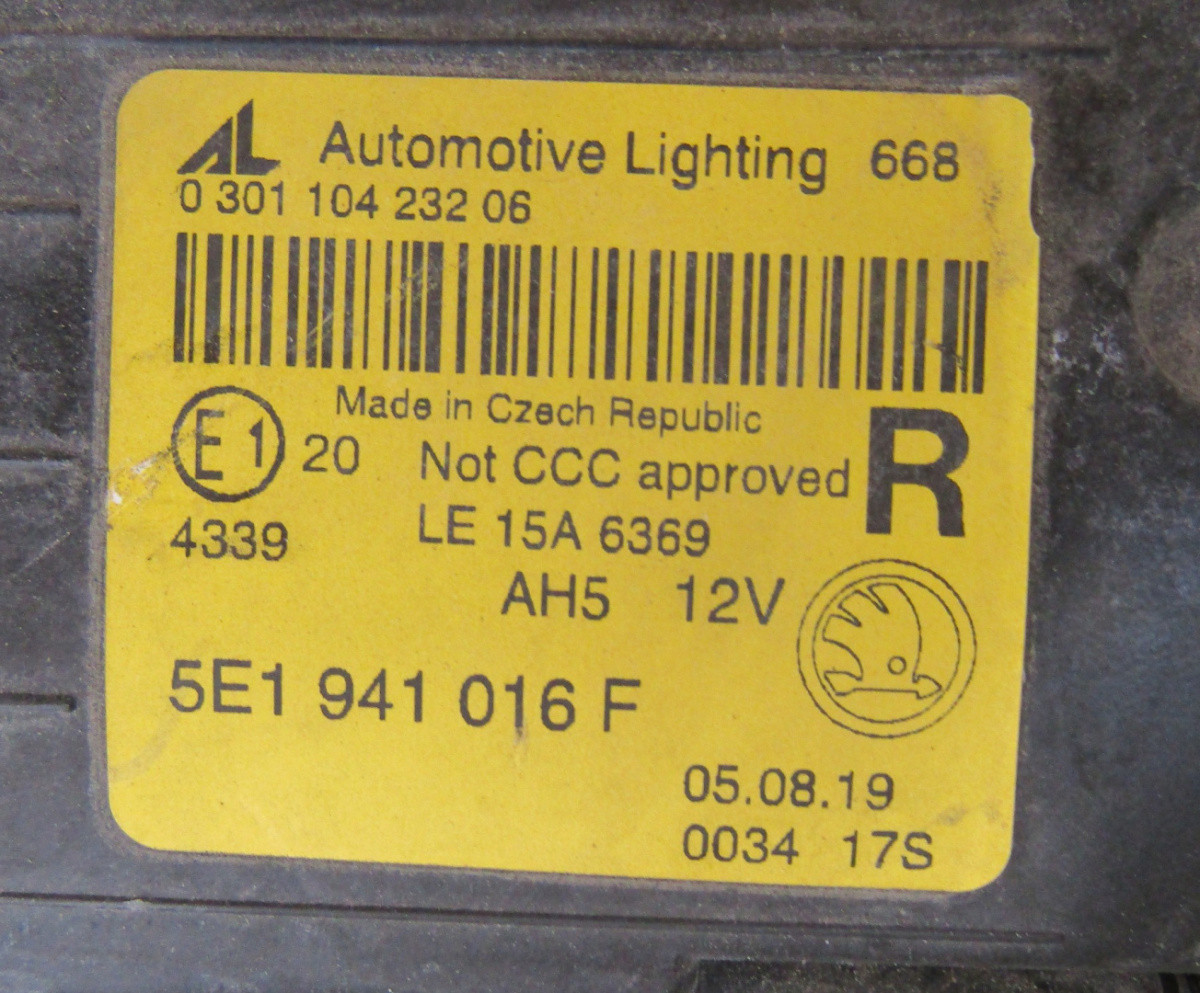 AL Automotive Lighting 668
0 301 104 232 06
Made in Czech Republic
E1 20 Not CCC approved R
4339 LE 15A 6369
AH5 12V
5E1 941 016 F
05.08.19
0034 17S